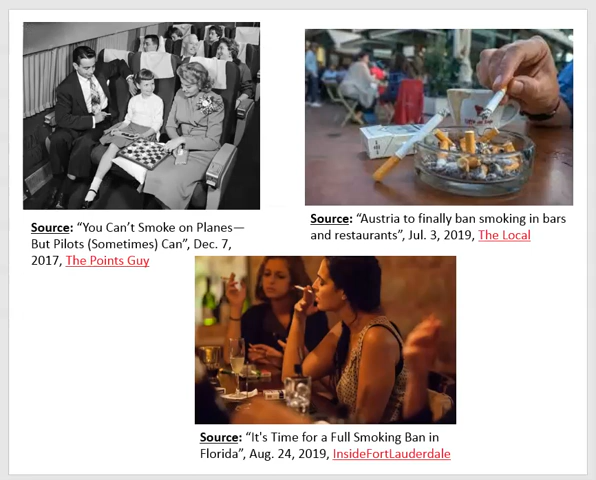 Source: “You Can’t Smoke on Planes—
But Pilots (Sometimes) Can”, Dec. 7,
2017, The Points Guy
Source: “Austria to finally ban smoking in bars
and restaurants”, Jul. 3, 2019, The Local
Source: “It's Time for a Full Smoking Ban in
Florida”, Aug. 24, 2019, InsideFortLauderdale